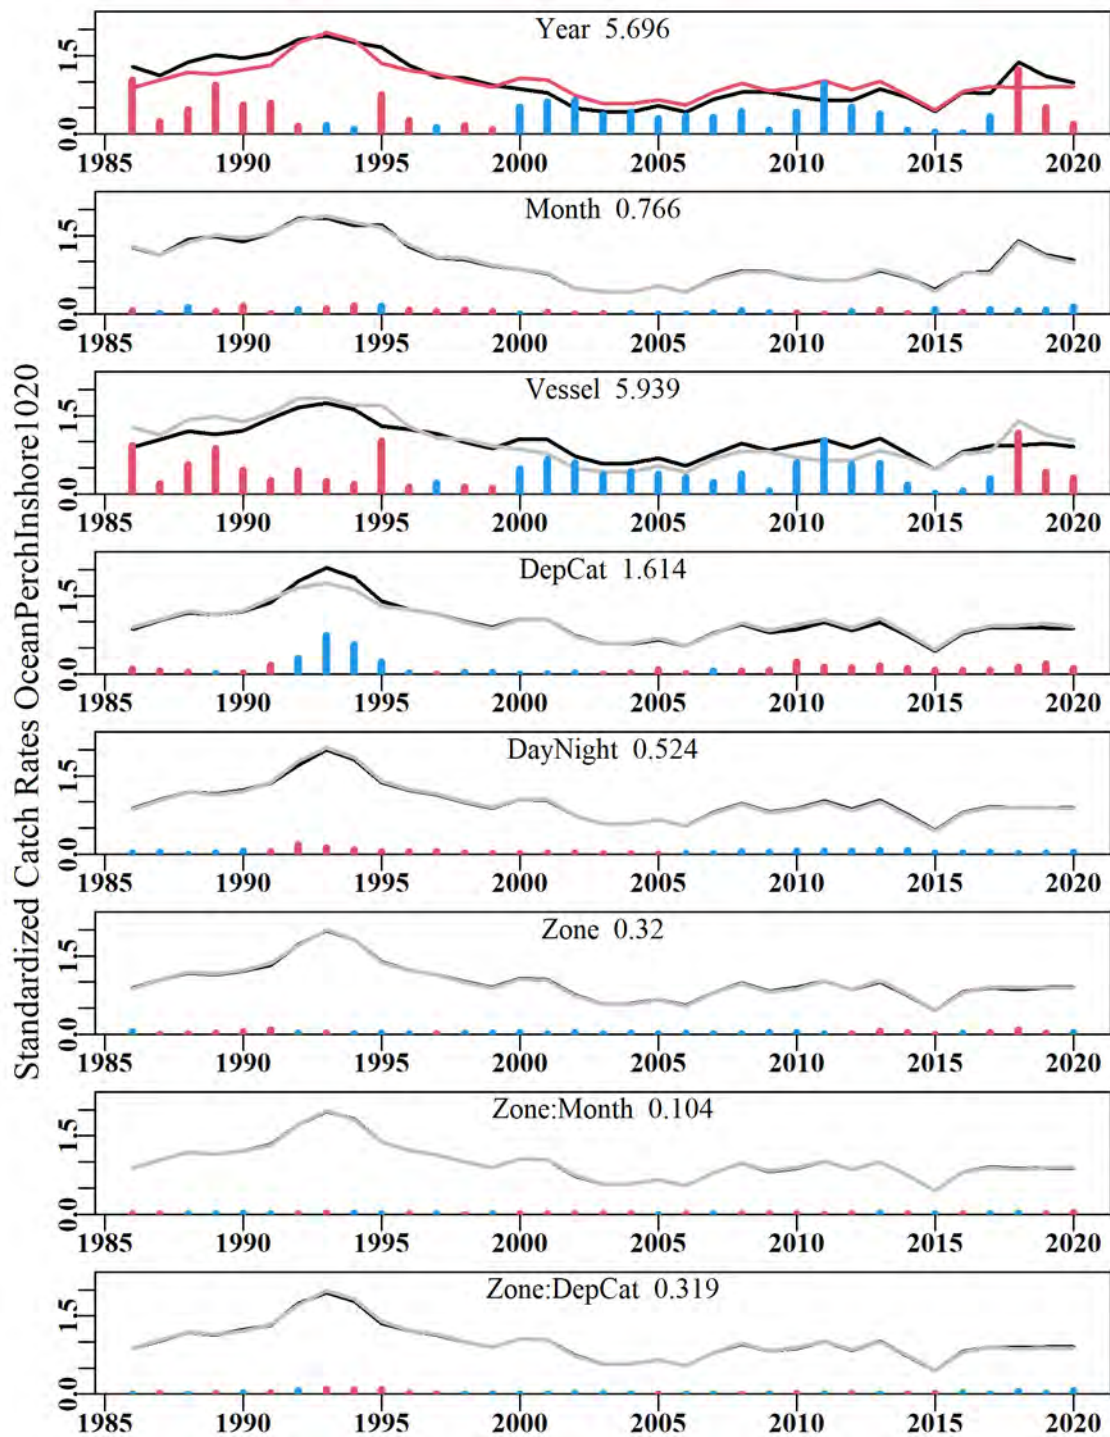 Standardized Catch Rates OceanPerchInshore1020
Year 5.696
0.0 1.5
1985 1990 1995 2000 2005 2010 2015 2020
Month 0.766
0.0 1.5
1985 1990 1995 2000 2005 2010 2015 2020
Vessel 5.939
0.0 1.5
1985 1990 1995 2000 2005 2010 2015 2020
DepCat 1.614
0.0 1.5
1985 1990 1995 2000 2005 2010 2015 2020
DayNight 0.524
0.0 1.5
1985 1990 1995 2000 2005 2010 2015 2020
Zone 0.32
0.0 1.5
1985 1990 1995 2000 2005 2010 2015 2020
Zone:Month 0.104
0.0 1.5
1985 1990 1995 2000 2005 2010 2015 2020
Zone:DepCat 0.319
0.0 1.5
1985 1990 1995 2000 2005 2010 2015 2020